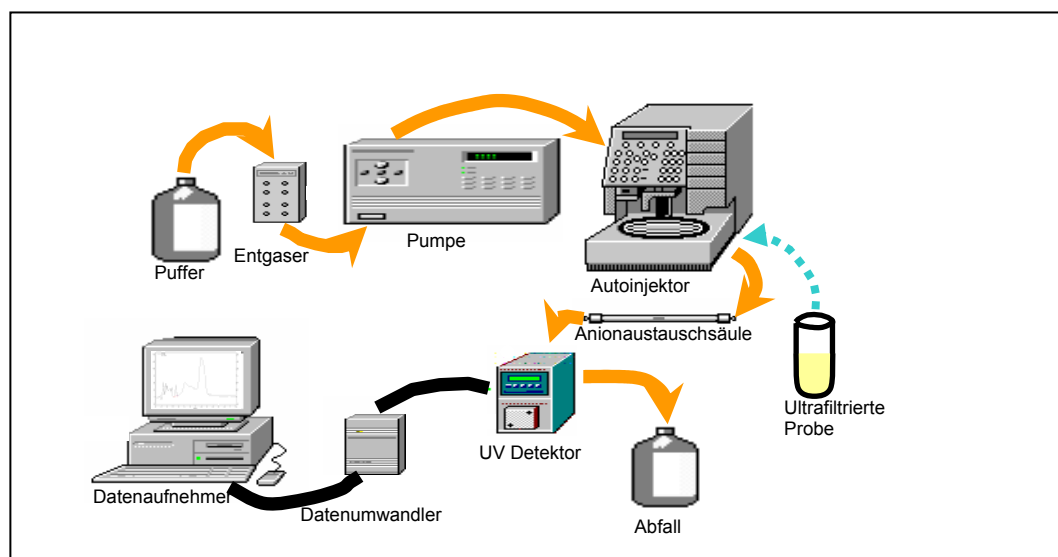 Puffer
Entgaser
Pumpe
Autoinjektor
Anionaustauschsäule
Ultrafiltrierte
Probe
UV Detektor
Datenaufnehmer
Datenumwandler
Abfall